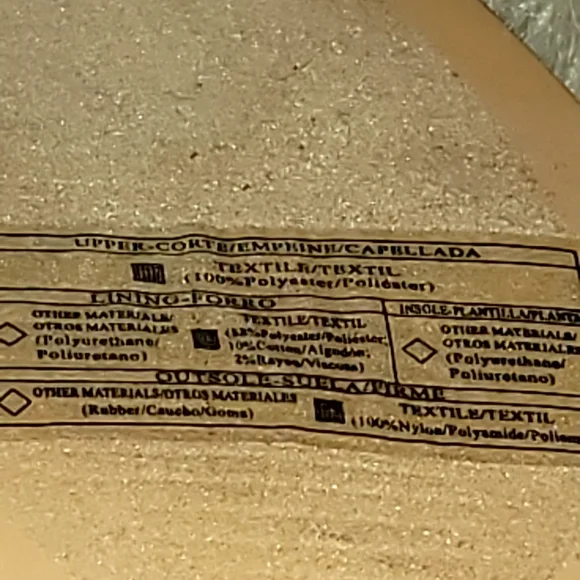 UPPER-CORTE/EMPEINE/CAPELLADA
TEXTILE/TEXTIL
(100%Polyester/Poliéster)
LINING-FORRO
OTHER MATERIALS/
OTROS MATERIALES
(Polyurethane/
Poliuretano)
TEXTILE/TEXTIL
(88%Polyester/Poliéster,
10%Cotton/Algodón,
2%Rayon/Viscosa)
INSOLE-PLANTILLA/PLANT
OTHER MATERIALS/
OTROS MATERIALES
(Polyurethane/
Poliuretano)
OUTSOLE-SUELA/FIRME
OTHER MATERIALS/OTROS MATERIALES
(Rubber/Caucho/Goma)
TEXTILE/TEXTIL
(100%Nylon/Polyamide/Poliam